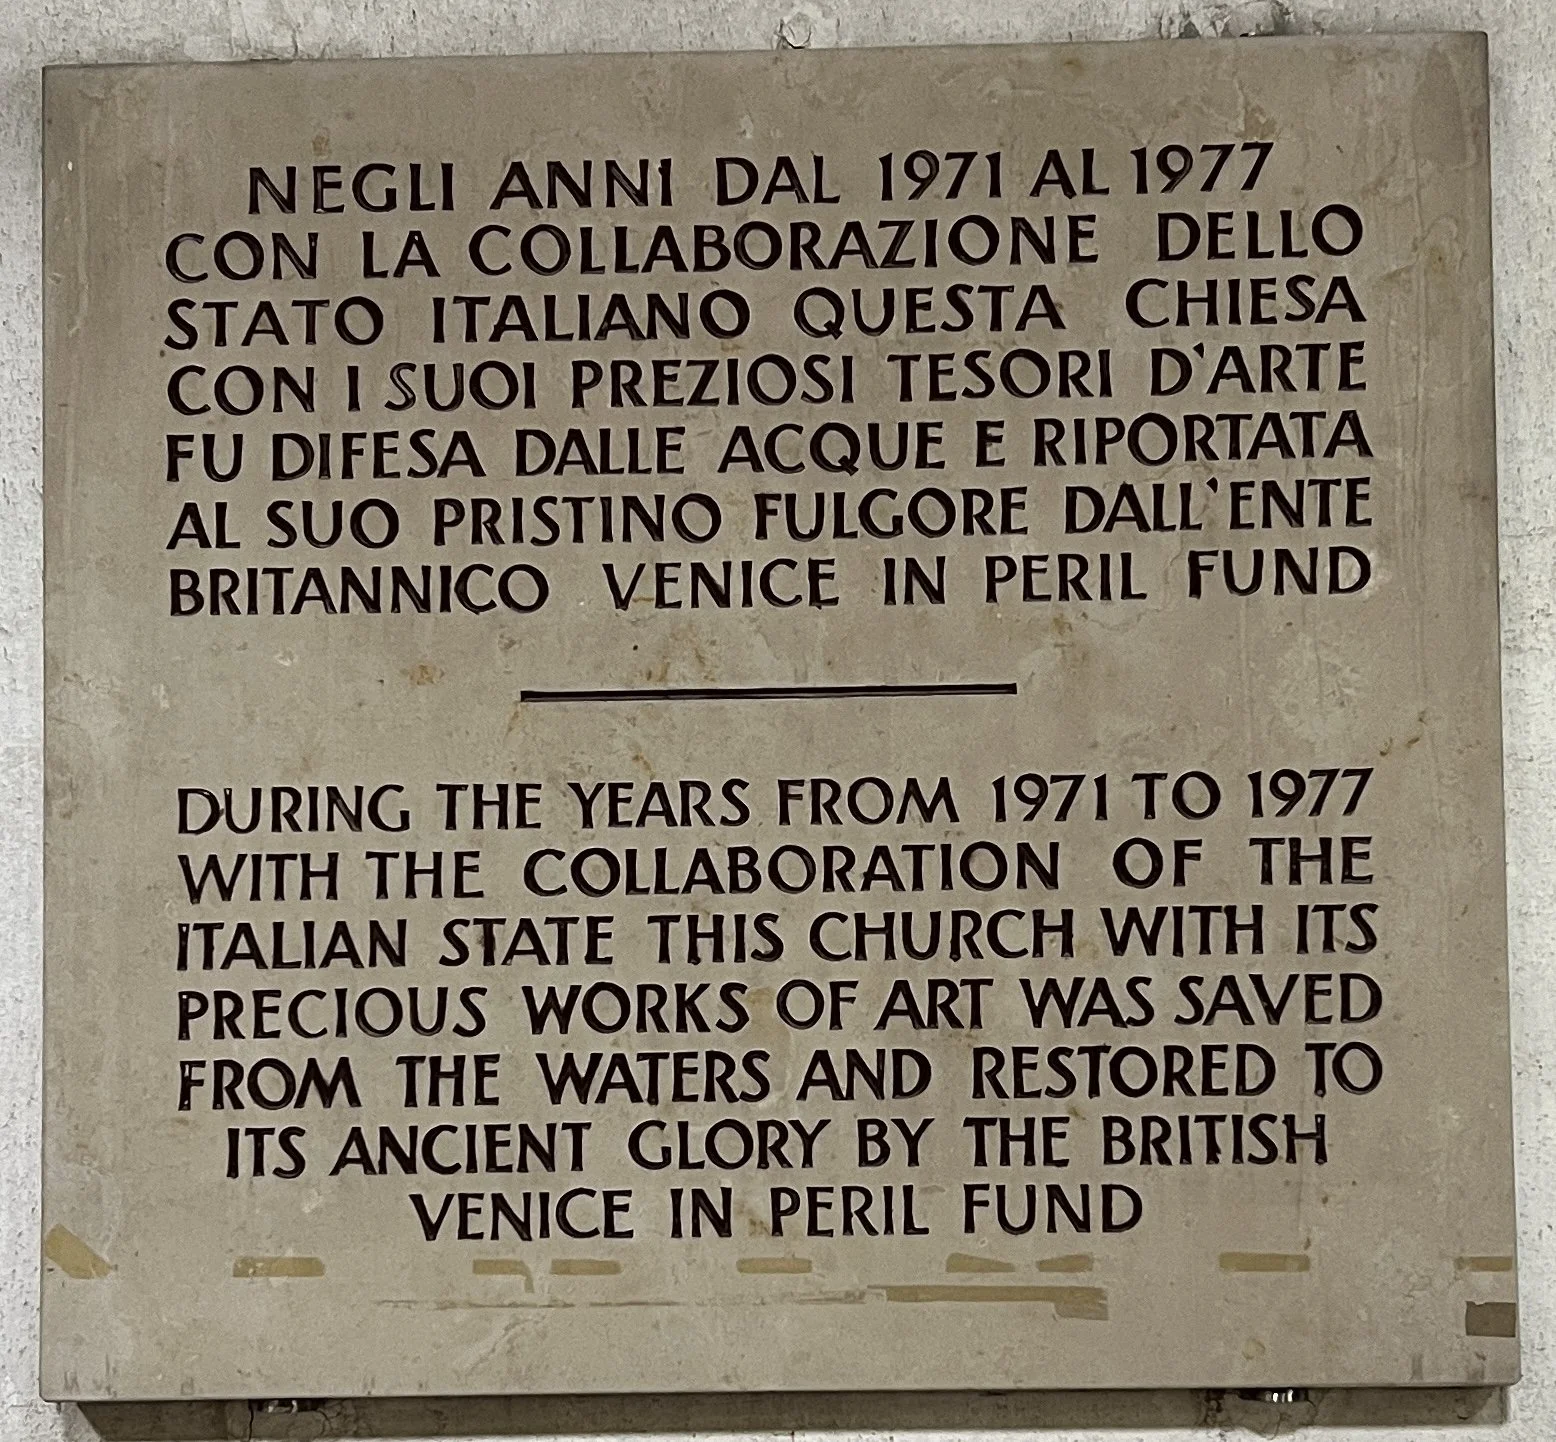 NEGLI ANNI DAL 1971 AL 1977
CON LA COLLABORAZIONE DELLO
STATO ITALIANO QUESTA CHIESA
CON I SUOI PREZIOSI TESORI D'ARTE
FU DIFESA DALLE ACQUE E RIPORTATA
AL SUO PRISTINO FULGORE DALL'ENTE
BRITANNICO VENICE IN PERIL FUND
DURING THE YEARS FROM 1971 TO 1977
WITH THE COLLABORATION OF THE
ITALIAN STATE THIS CHURCH WITH ITS
PRECIOUS WORKS OF ART WAS SAVED
FROM THE WATERS AND RESTORED TO
ITS ANCIENT GLORY BY THE BRITISH
VENICE IN PERIL FUND